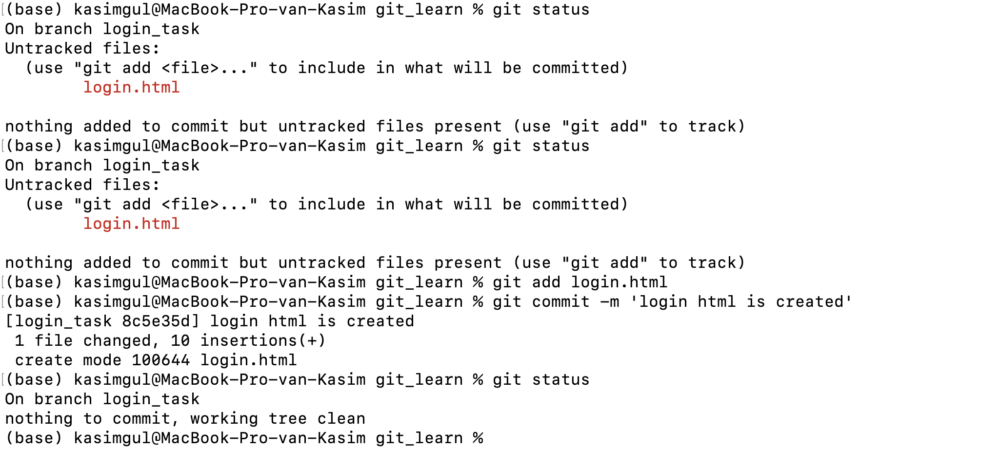 (base) kasimgul@MacBook-Pro-van-Kasim git_learn % git status
On branch login_task
Untracked files:
  (use "git add <file>..." to include in what will be committed)
        login.html

nothing added to commit but untracked files present (use "git add" to track)
(base) kasimgul@MacBook-Pro-van-Kasim git_learn % git status
On branch login_task
Untracked files:
  (use "git add <file>..." to include in what will be committed)
        login.html

nothing added to commit but untracked files present (use "git add" to track)
(base) kasimgul@MacBook-Pro-van-Kasim git_learn % git add login.html
(base) kasimgul@MacBook-Pro-van-Kasim git_learn % git commit -m 'login html is created'
[login_task 8c5e35d] login html is created
 1 file changed, 10 insertions(+)
 create mode 100644 login.html
(base) kasimgul@MacBook-Pro-van-Kasim git_learn % git status
On branch login_task
nothing to commit, working tree clean
(base) kasimgul@MacBook-Pro-van-Kasim git_learn %